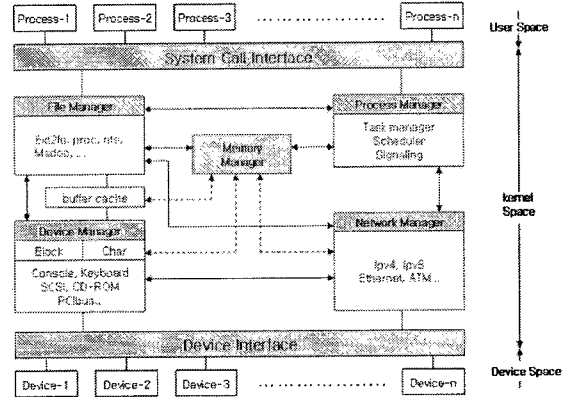 Process-1 Process-2 Process-3 Process-n
User Space
System Call Interface
File Manager
Ext2fs, proc, nfs,
Msdos, ...
Process Manager
Task manager
Scheduler
Signaling
Memory
Manager
buffer cache
kernel
Space
Device Manager
Block Char
Console, Keyboard
SCSI, CD-ROM
PCIbus..
Network Manager
Ipv4, Ipv6
Ethernet, ATM ..
Device Interface
Device-1 Device-2 Device-3 Device-n
Device Space